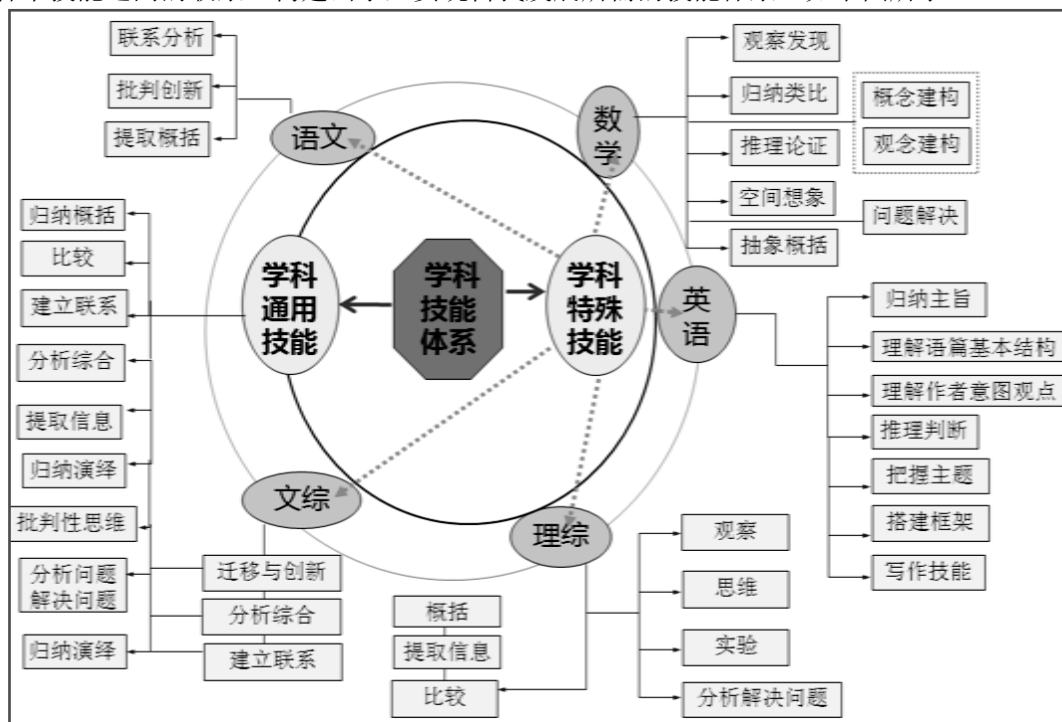 联系分析
批判创新
提取概括
语文
数学
观察发现
归纳类比
推理论证
空间想象
抽象概括
概念建构
观念建构
问题解决
归纳概括
比较
建立联系
分析综合
提取信息
归纳演绎
批判性思维
分析问题
解决问题
归纳演绎
学科
通用
技能
学科
技能
体系
学科
特殊
技能
英语
归纳主旨
理解语篇基本结构
理解作者意图观点
推理判断
把握主题
搭建框架
写作技能
文综
迁移与创新
分析综合
建立联系
理综
概括
提取信息
比较
观察
思维
实验
分析解决问题